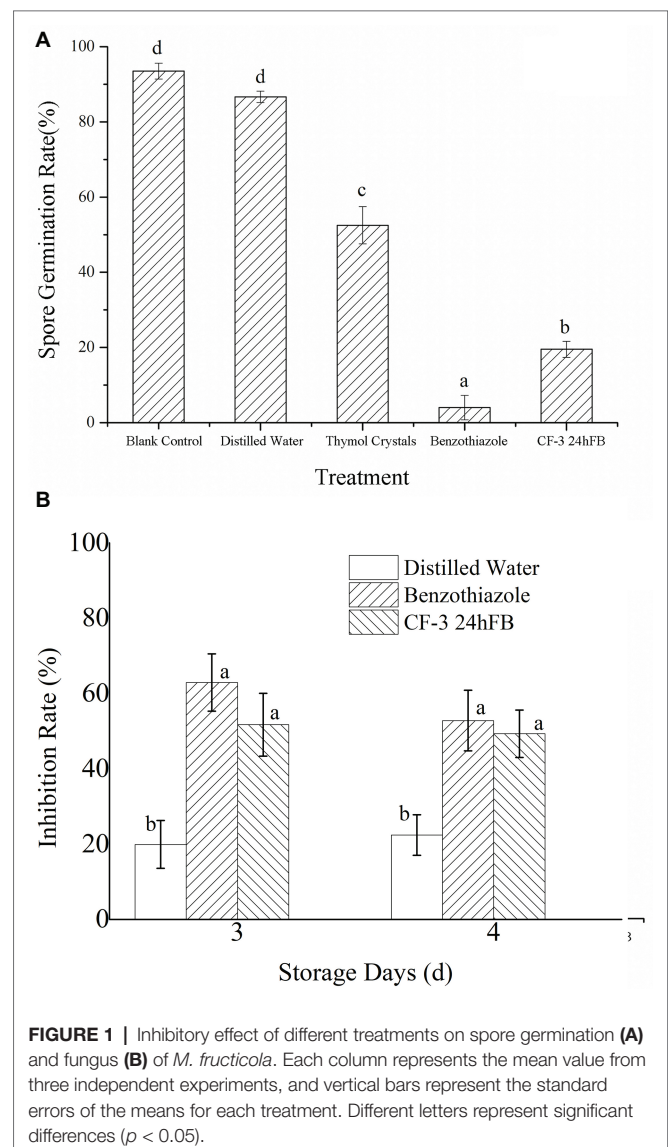 A
100
80
60
40
20
0
Spore Germination Rate(%)
d
d
c
a
b
Blank Control Distilled Water Thymol Crystals Benzothiazole CF-3 24hFB
Treatment
B
100
80
60
40
20
0
Inhibition Rate (%)
Distilled Water
Benzothiazole
CF-3 24hFB
b a a b a a
3 4
Storage Days (d)
FIGURE 1 | Inhibitory effect of different treatments on spore germination (A)
and fungus (B) of M. fructicola. Each column represents the mean value from
three independent experiments, and vertical bars represent the standard
errors of the means for each treatment. Different letters represent significant
differences (p < 0.05).